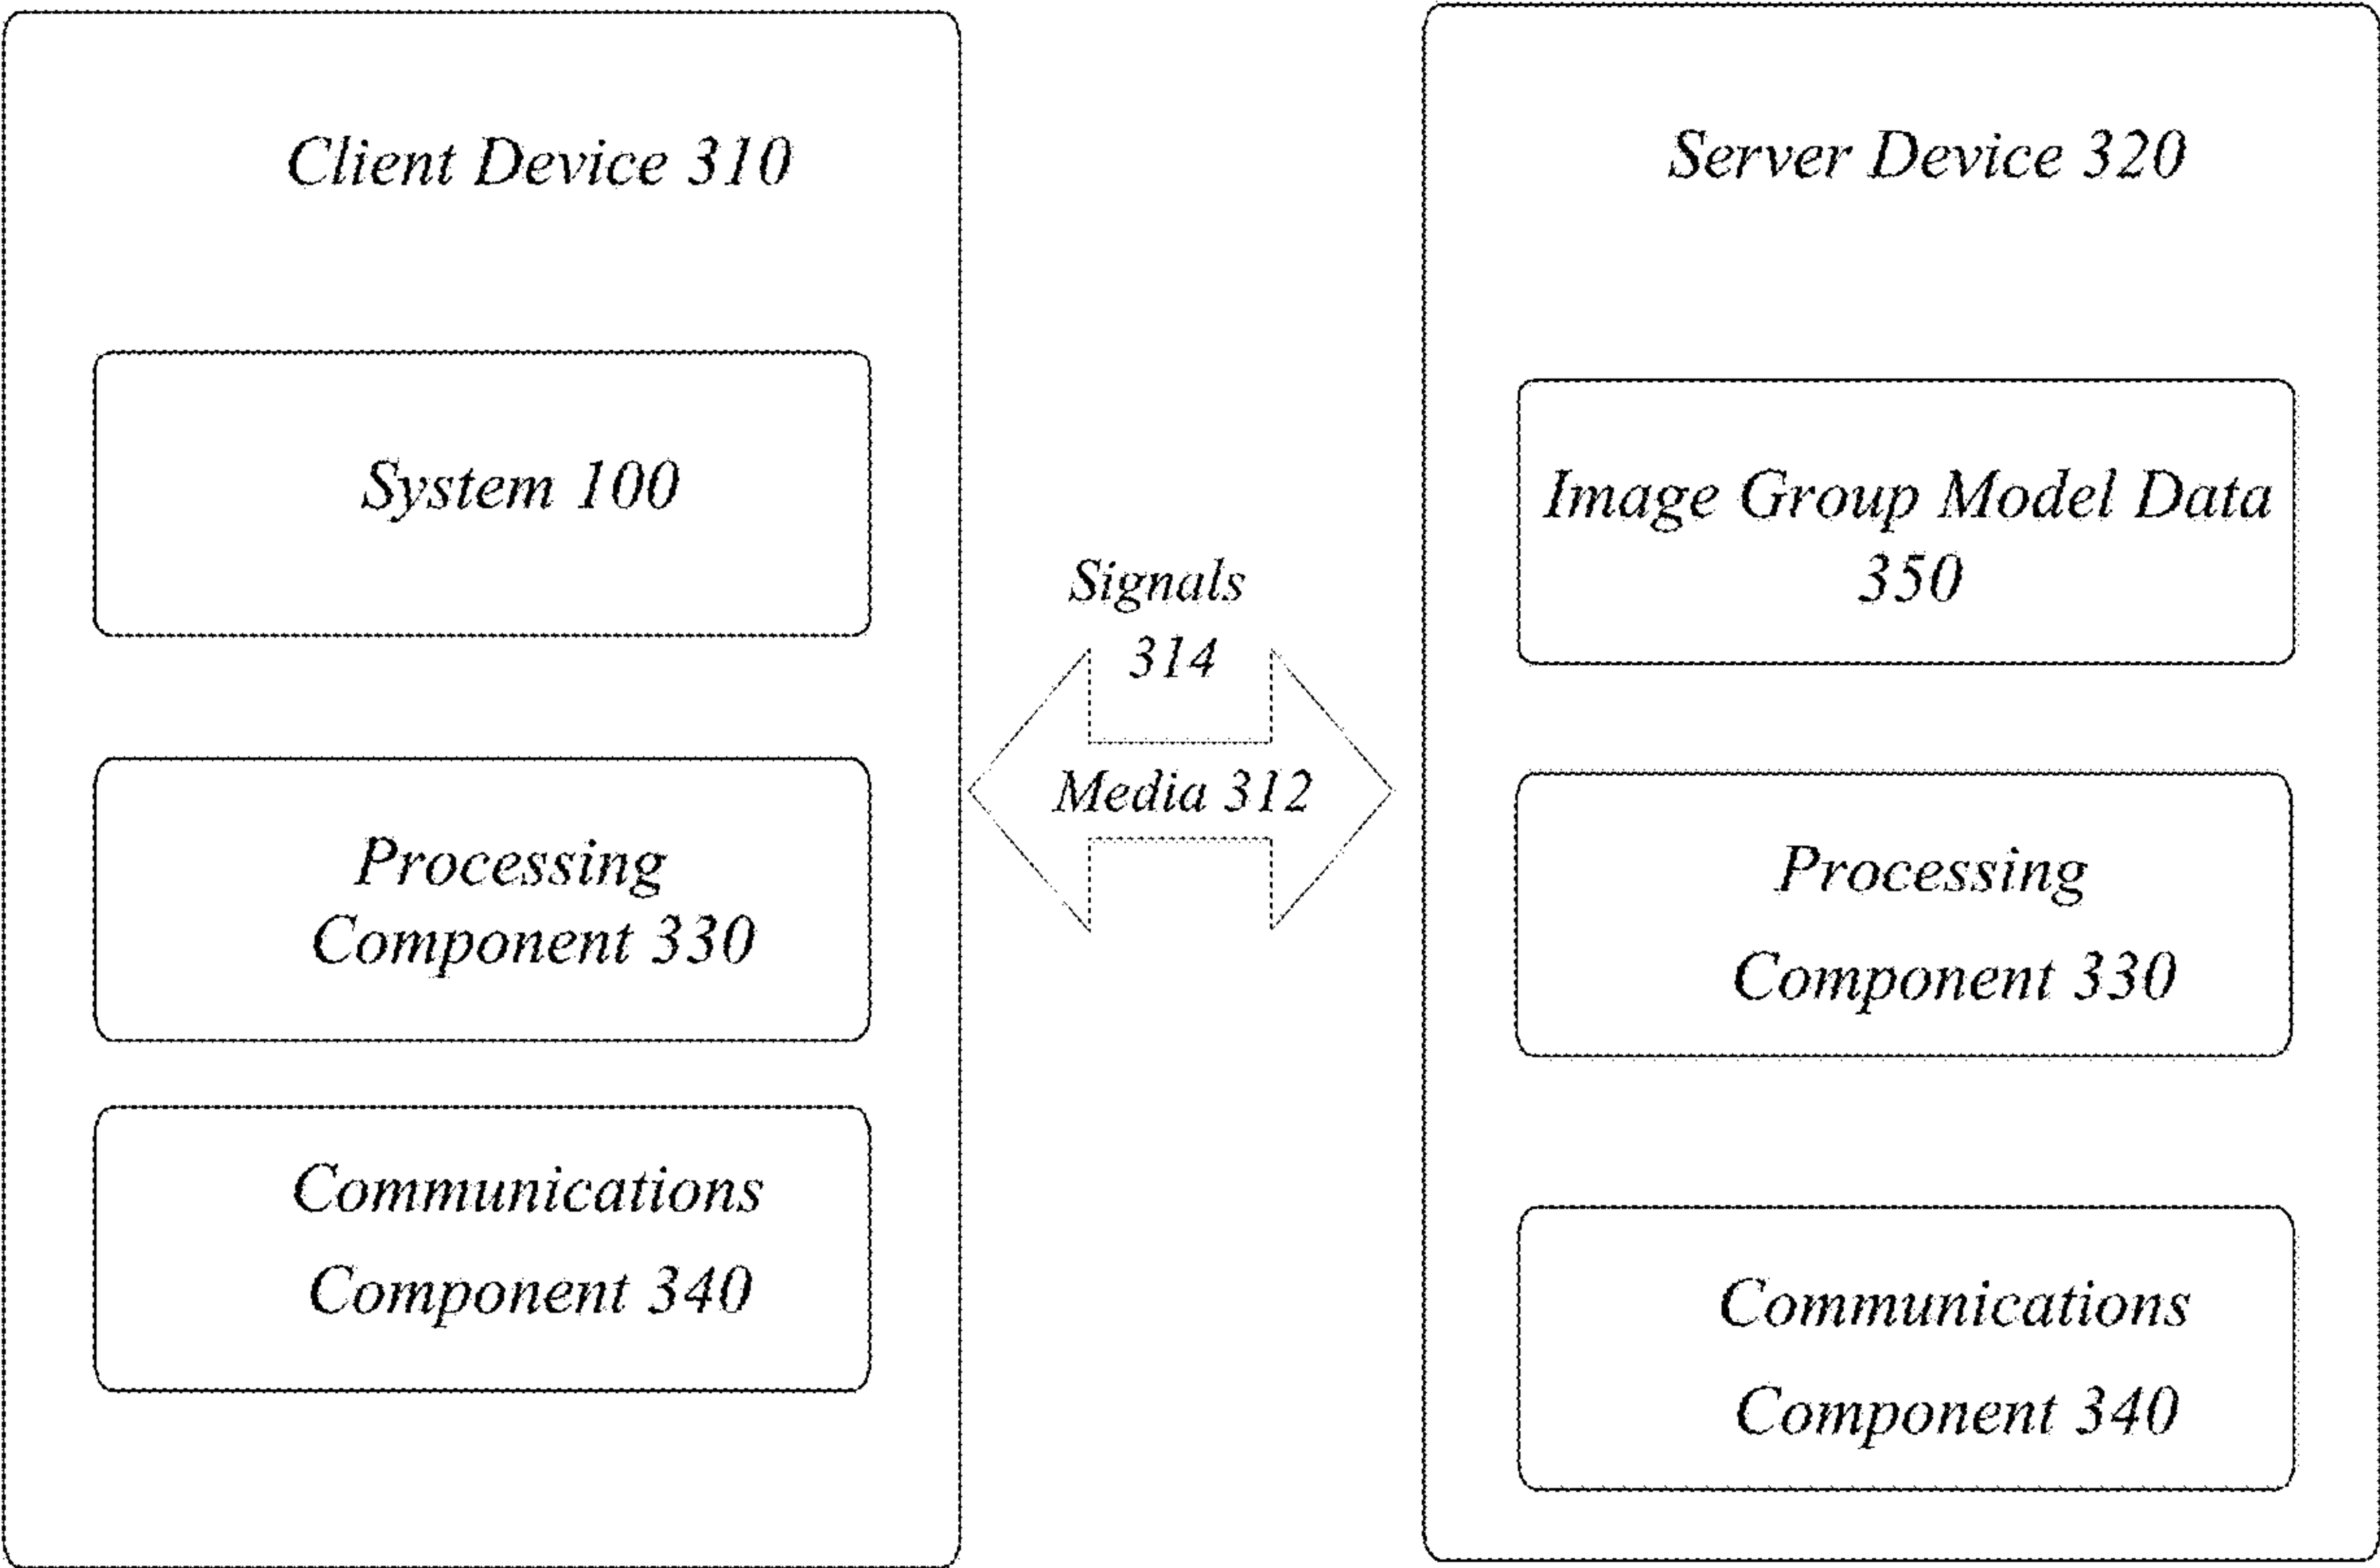 Client Device 310
System 100
Processing
Component 330
Communications
Component 340
Signals
314
Media 312
Server Device 320
Image Group Model Data
350
Processing
Component 330
Communications
Component 340